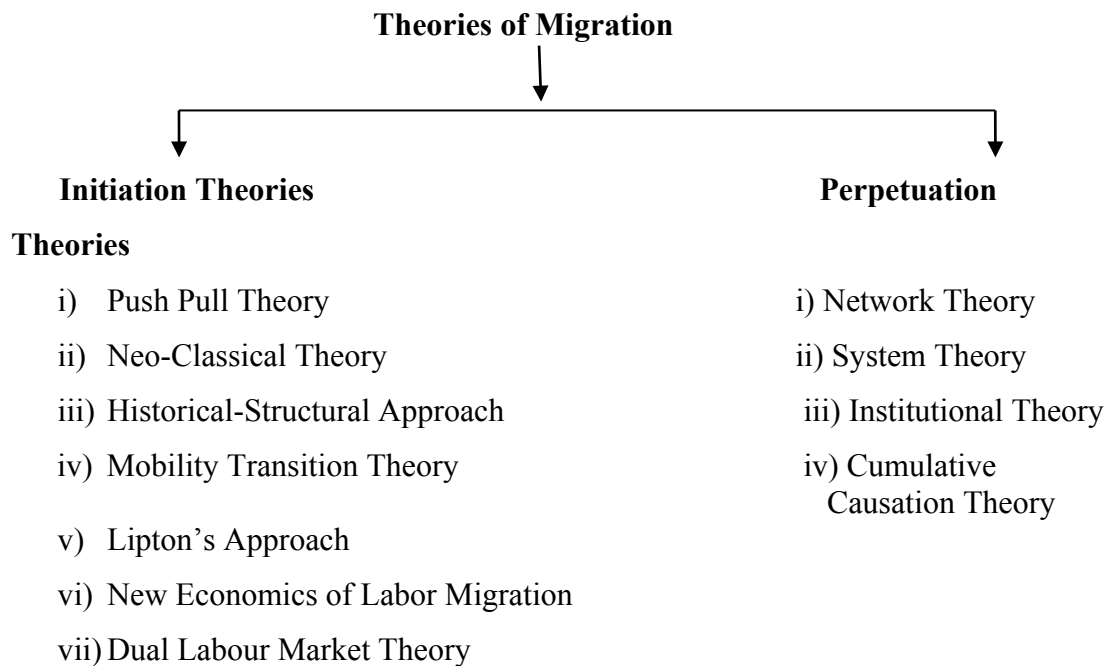 Theories of Migration
Initiation Theories Perpetuation
Theories
i) Push Pull Theory i) Network Theory
ii) Neo-Classical Theory ii) System Theory
iii) Historical-Structural Approach iii) Institutional Theory
iv) Mobility Transition Theory iv) Cumulative
Causation Theory
v) Lipton’s Approach
vi) New Economics of Labor Migration
vii) Dual Labour Market Theory